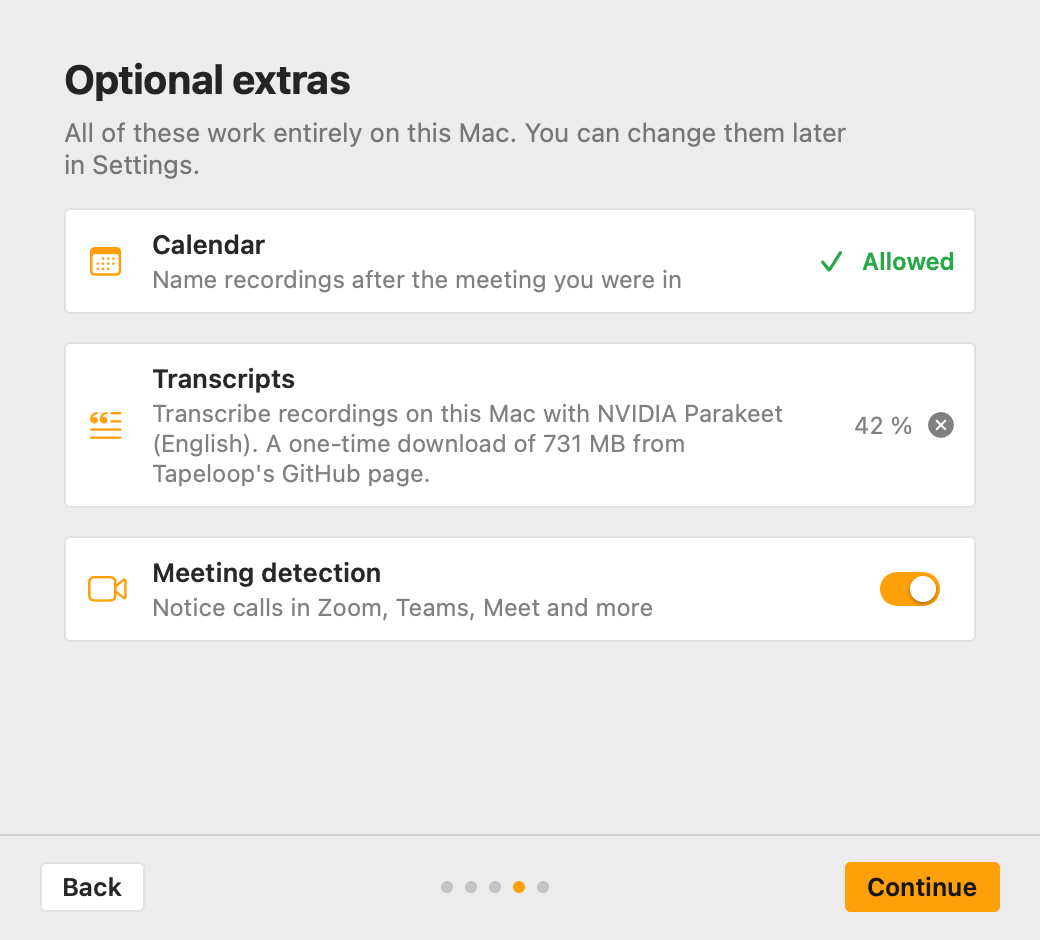 Optional extras
All of these work entirely on this Mac. You can change them later
in Settings.
Calendar
Name recordings after the meeting you were in
Allowed
Transcripts
Transcribe recordings on this Mac with NVIDIA Parakeet
(English). A one-time download of 731 MB from
Tapeloop's GitHub page.
42 %
Meeting detection
Notice calls in Zoom, Teams, Meet and more
Back
Continue